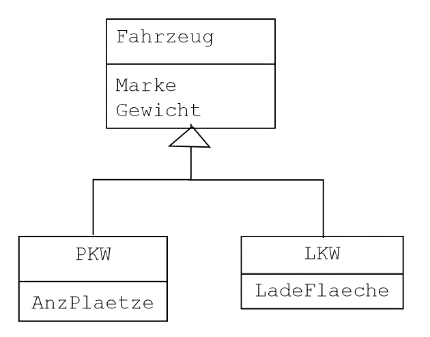 Fahrzeug
Marke
Gewicht
PKW
AnzPlaetze
LKW
LadeFlaeche